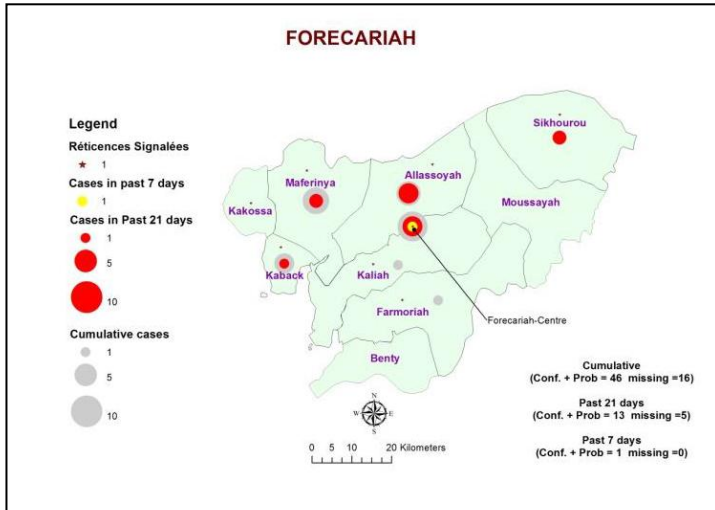 FORECARIAH
Legend
Réticences Signalées
1
Cases in past 7 days
1
Cases in Past 21 days
1
5
10
Cumulative cases
1
5
10
Sikhourou
Allassoyah
Maferinya
Moussayah
Kakossa
Kaback
Kaliah
Farmoriah
Forecariah-Centre
Benty
N
W E
S
0 5 10 20 Kilometers
Cumulative
(Conf. + Prob = 46 missing =16)
Past 21 days
(Conf. + Prob = 13 missing =5)
Past 7 days
(Conf. + Prob = 1 missing =0)